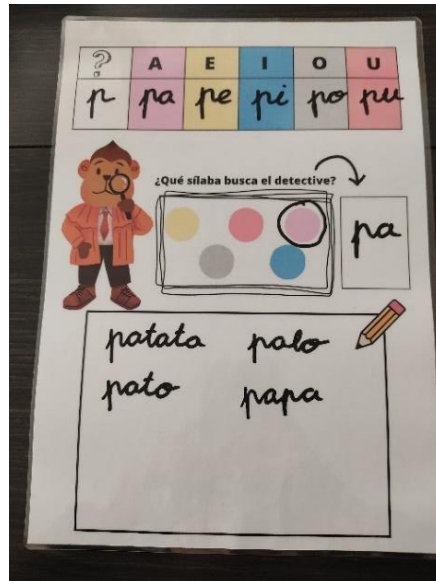 ? A E I O U
p pa pe pi po pu
¿Qué sílaba busca el detective?
pa
patata palo
pato papa